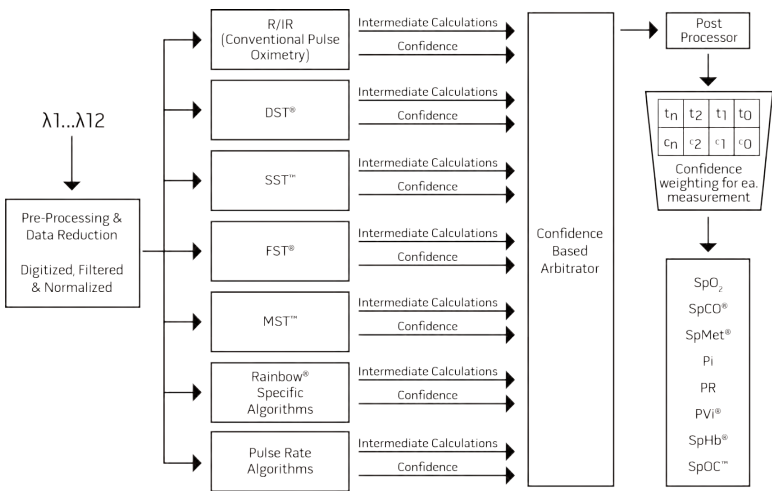 λ1...λ12
Pre-Processing &
Data Reduction
Digitized, Filtered
& Normalized
R/IR
(Conventional Pulse
Oximetry)
Intermediate Calculations
Confidence
DST®
Intermediate Calculations
Confidence
SST™
Intermediate Calculations
Confidence
FST®
Intermediate Calculations
Confidence
MST™
Intermediate Calculations
Confidence
Rainbow®
Specific
Algorithms
Intermediate Calculations
Confidence
Pulse Rate
Algorithms
Intermediate Calculations
Confidence
Confidence
Based
Arbitrator
Post
Processor
tn t2 t1 t0
cn c2 c1 c0
Confidence
weighting for ea.
measurement
SpO₂
SpCO®
SpMet®
Pi
PR
PVi®
SpHb®
SpOC™